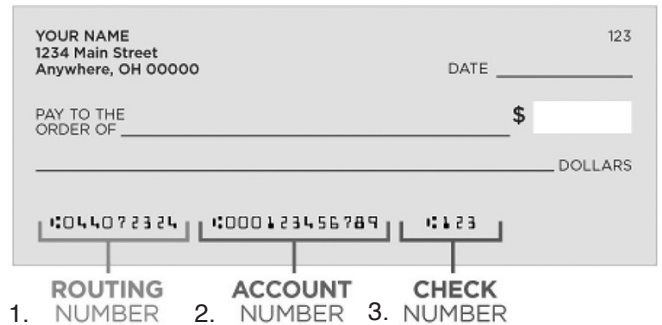 YOUR NAME 123
1234 Main Street
Anywhere, OH 00000
DATE
PAY TO THE
ORDER OF $
DOLLARS
⑆044072324 ⑆000123456789 ⑆123
ROUTING ACCOUNT CHECK
1. NUMBER 2. NUMBER 3. NUMBER